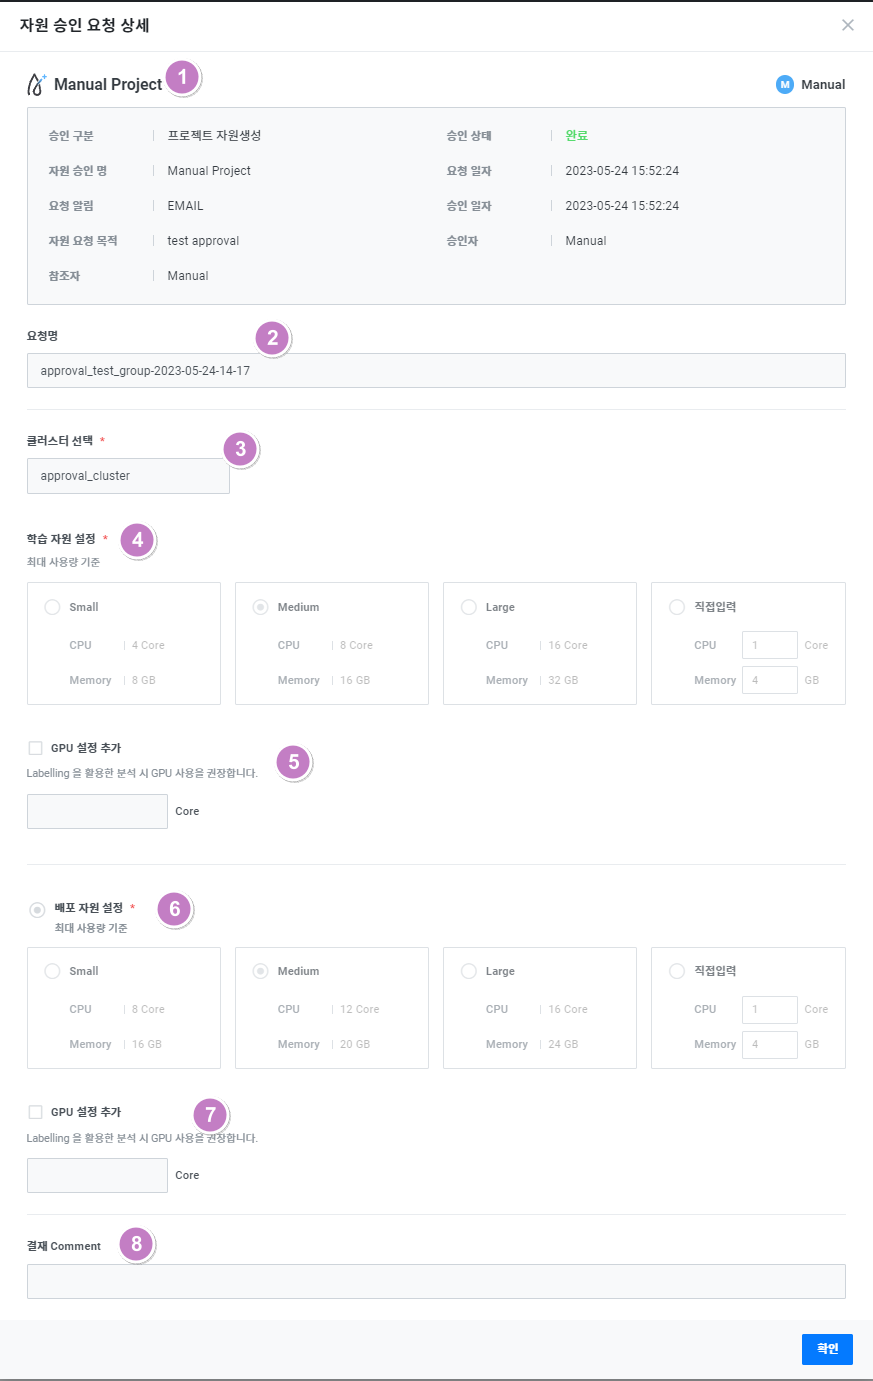 자원 승인 요청 상세
Manual Project 1 M Manual
승인 구분 프로젝트 자원생성 승인 상태 완료
자원 승인 명 Manual Project 요청 일자 2023-05-24 15:52:24
요청 알림 EMAIL 승인 일자 2023-05-24 15:52:24
자원 요청 목적 test approval 승인자 Manual
참조자 Manual
요청명 2
approval_test_group-2023-05-24-14-17
클러스터 선택 * 3
approval_cluster
학습 자원 설정 * 4
최대 사용량 기준
Small Medium Large 직접입력
CPU 4 Core CPU 8 Core CPU 16 Core CPU 1 Core
Memory 8 GB Memory 16 GB Memory 32 GB Memory 4 GB
GPU 설정 추가 5
Labelling 을 활용한 분석 시 GPU 사용을 권장합니다.
Core
배포 자원 설정 * 6
최대 사용량 기준
Small Medium Large 직접입력
CPU 8 Core CPU 12 Core CPU 16 Core CPU 1 Core
Memory 16 GB Memory 20 GB Memory 24 GB Memory 4 GB
GPU 설정 추가 7
Labelling 을 활용한 분석 시 GPU 사용을 권장합니다.
Core
결재 Comment 8
확인